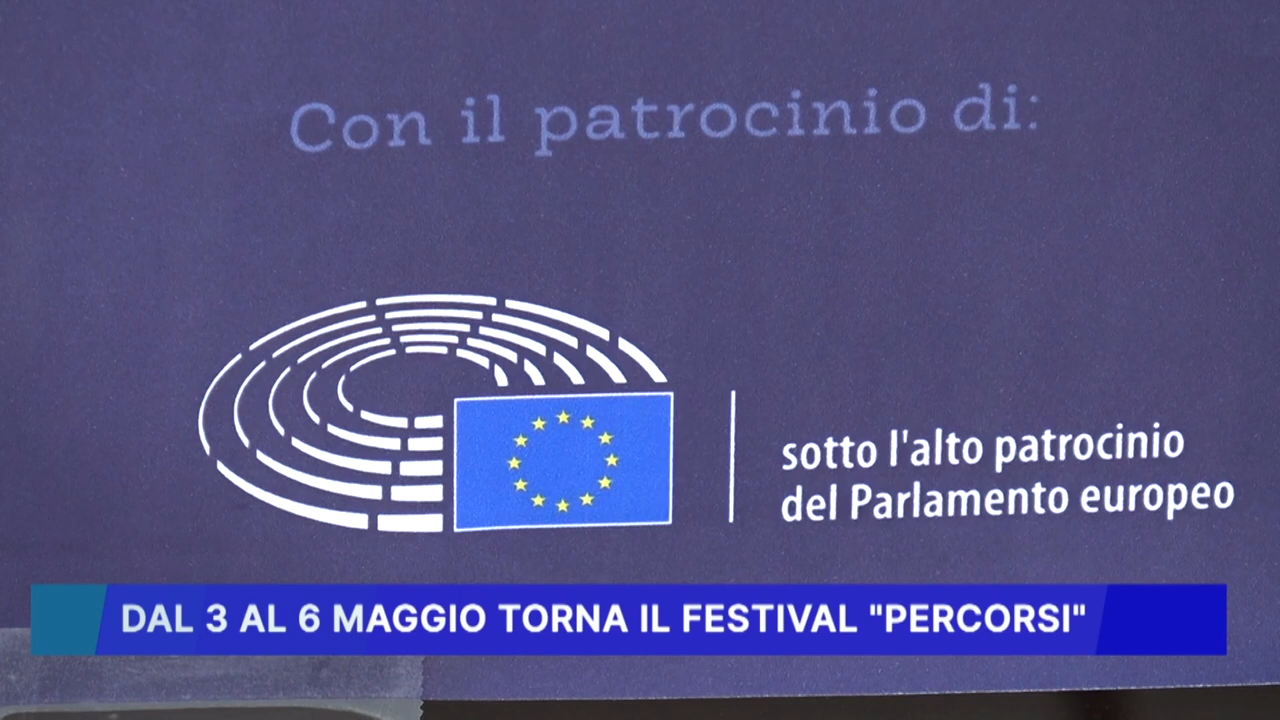 Con il patrocinio di:
sotto l'alto patrocinio
del Parlamento europeo
DAL 3 AL 6 MAGGIO TORNA IL FESTIVAL "PERCORSI"